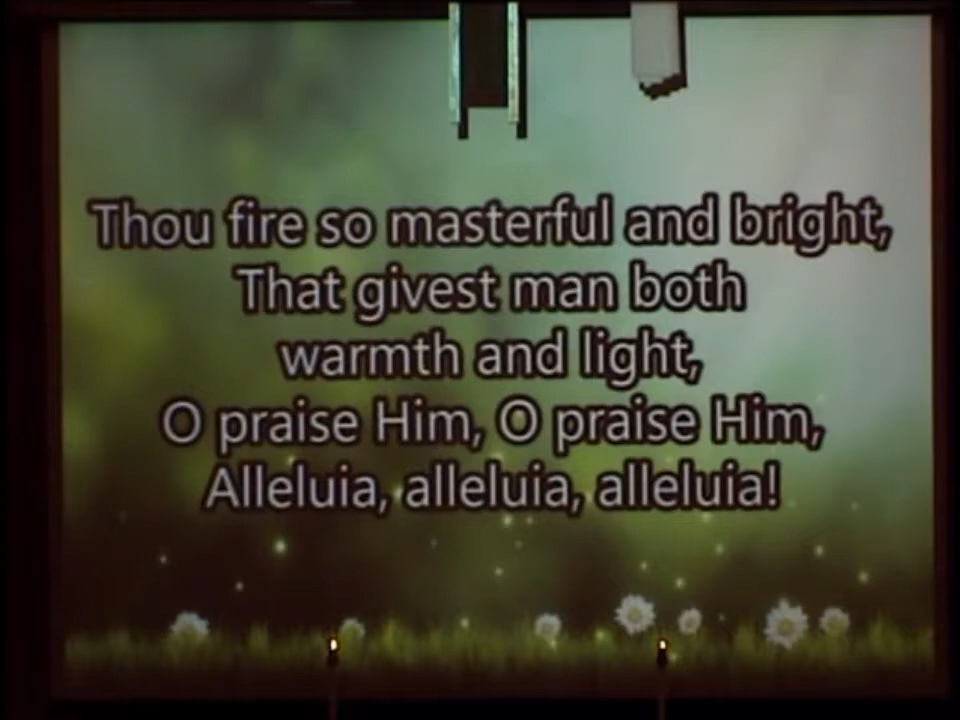 Thou fire so masterful and bright,
That givest man both
warmth and light,
O praise Him, O praise Him,
Alleluia, alleluia, alleluia!